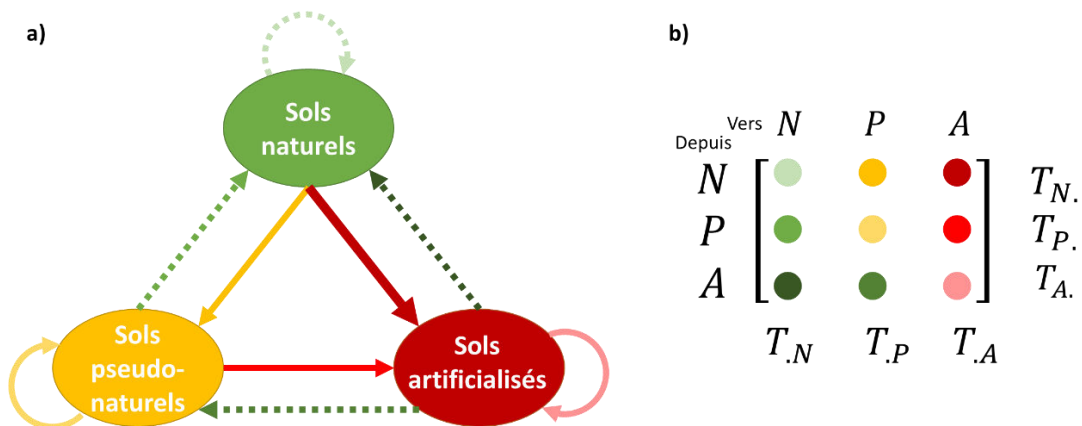 a)
Sols
naturels
Sols
pseudo-
naturels
Sols
artificialisés
b)
Vers N P A
Depuis
N T_N.
P T_P.
A T_A.
T_.N T_.P T_.A